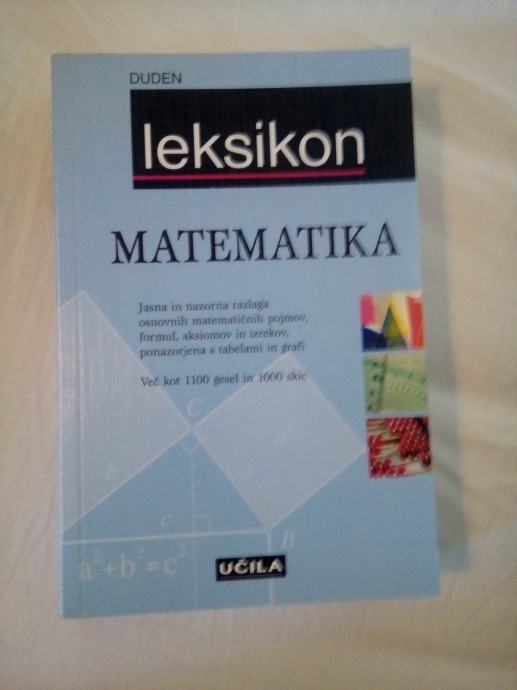 DUDEN
leksikon
MATEMATIKA
Jasna in nazorna razlaga
osnovnih matematičnih pojmov,
formul, aksiomov in izrekov,
ponazorjena s tabelami in grafi
Več kot 1100 gesel in 1000 skic
C
a²
b
a
c
B
a²+b²=c²
UČILA